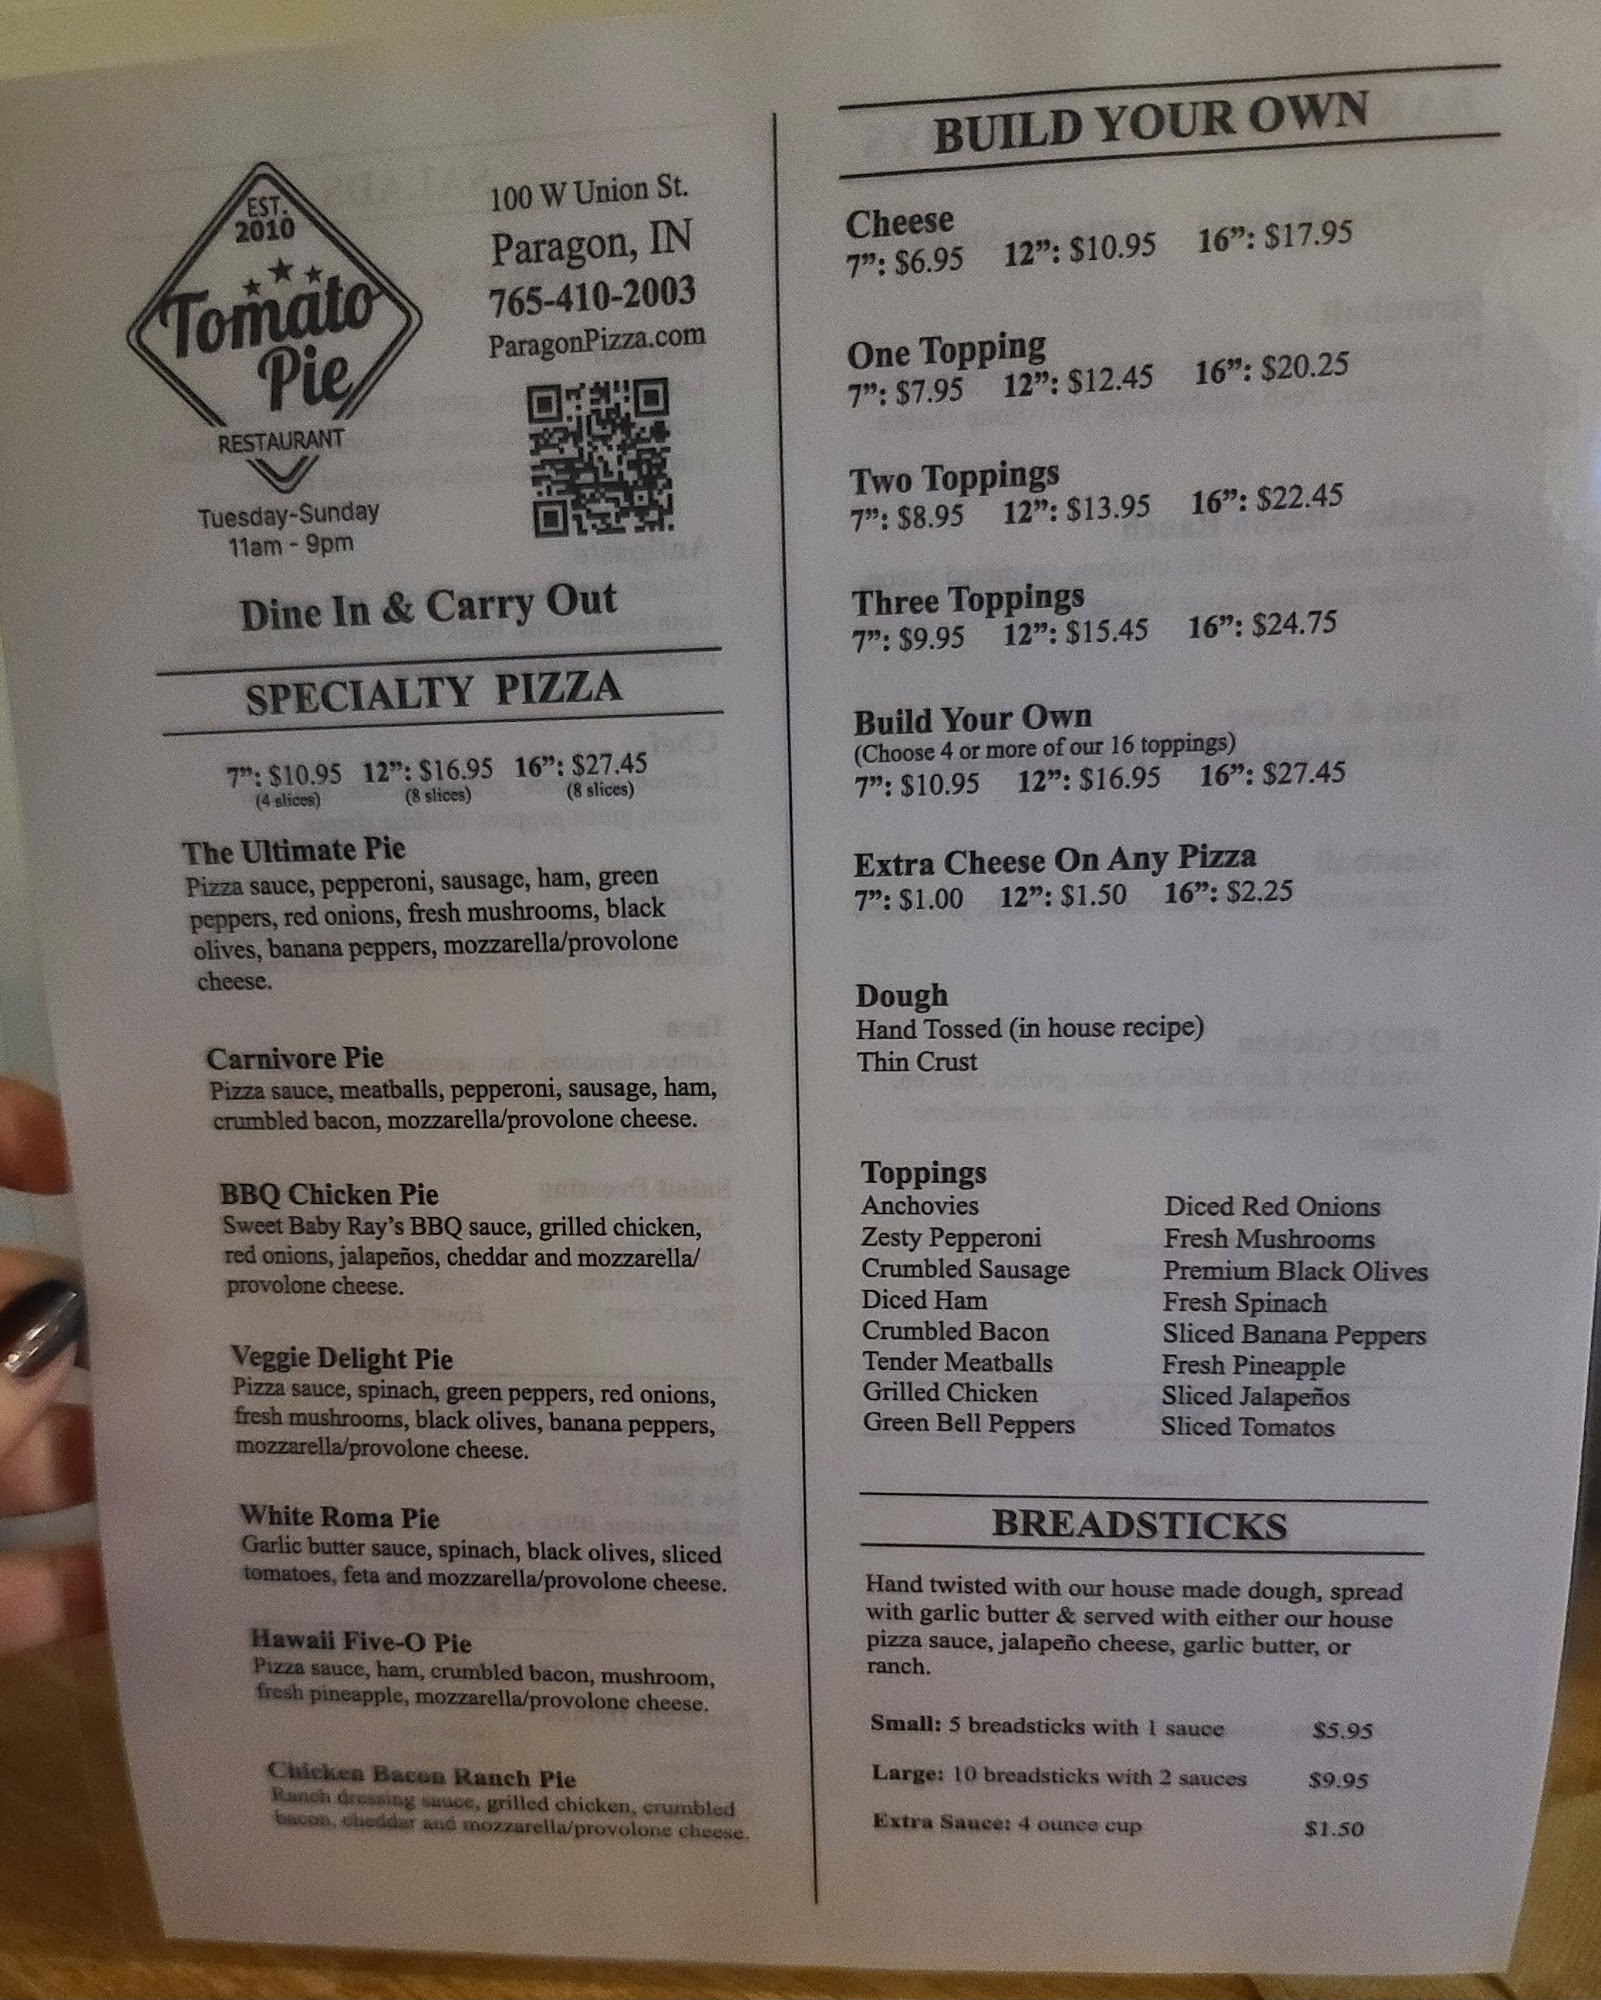 EST.
2010
Tomato
Pie
RESTAURANT
Tuesday-Sunday
11am - 9pm
100 W Union St.
Paragon, IN
765-410-2003
ParagonPizza.com
Dine In & Carry Out
SPECIALTY PIZZA
7”: $10.95 12”: $16.95 16”: $27.45
(4 slices) (8 slices) (8 slices)
The Ultimate Pie
Pizza sauce, pepperoni, sausage, ham, green
peppers, red onions, fresh mushrooms, black
olives, banana peppers, mozzarella/provolone
cheese.
Carnivore Pie
Pizza sauce, meatballs, pepperoni, sausage, ham,
crumbled bacon, mozzarella/provolone cheese.
BBQ Chicken Pie
Sweet Baby Ray’s BBQ sauce, grilled chicken,
red onions, jalapeños, cheddar and mozzarella/
provolone cheese.
Veggie Delight Pie
Pizza sauce, spinach, green peppers, red onions,
fresh mushrooms, black olives, banana peppers,
mozzarella/provolone cheese.
White Roma Pie
Garlic butter sauce, spinach, black olives, sliced
tomatoes, feta and mozzarella/provolone cheese.
Hawaii Five-O Pie
Pizza sauce, ham, crumbled bacon, mushroom,
fresh pineapple, mozzarella/provolone cheese.
Chicken Bacon Ranch Pie
Ranch dressing sauce, grilled chicken, crumbled
bacon, cheddar and mozzarella/provolone cheese.
BUILD YOUR OWN
Cheese
7”: $6.95 12”: $10.95 16”: $17.95
One Topping
7”: $7.95 12”: $12.45 16”: $20.25
Two Toppings
7”: $8.95 12”: $13.95 16”: $22.45
Three Toppings
7”: $9.95 12”: $15.45 16”: $24.75
Build Your Own
(Choose 4 or more of our 16 toppings)
7”: $10.95 12”: $16.95 16”: $27.45
Extra Cheese On Any Pizza
7”: $1.00 12”: $1.50 16”: $2.25
Dough
Hand Tossed (in house recipe)
Thin Crust
Toppings
Anchovies
Zesty Pepperoni
Crumbled Sausage
Diced Ham
Crumbled Bacon
Tender Meatballs
Grilled Chicken
Green Bell Peppers
Diced Red Onions
Fresh Mushrooms
Premium Black Olives
Fresh Spinach
Sliced Banana Peppers
Fresh Pineapple
Sliced Jalapeños
Sliced Tomatos
BREADSTICKS
Hand twisted with our house made dough, spread
with garlic butter & served with either our house
pizza sauce, jalapeño cheese, garlic butter, or
ranch.
Small: 5 breadsticks with 1 sauce $5.95
Large: 10 breadsticks with 2 sauces $9.95
Extra Sauce: 4 ounce cup $1.50